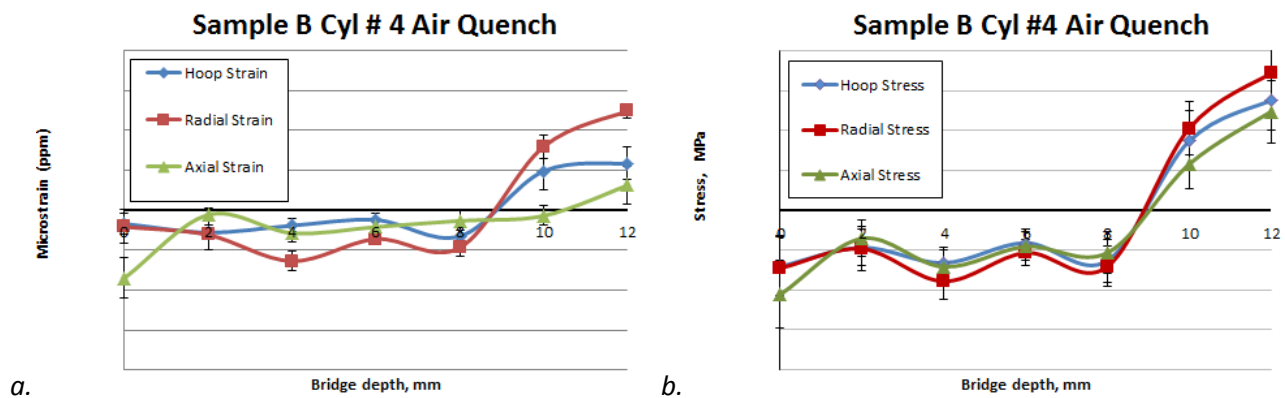 Sample B Cyl # 4 Air Quench
Hoop Strain
Radial Strain
Axial Strain
Microstrain (ppm)
0 2 4 6 8 10 12
Bridge depth, mm
a.
Sample B Cyl #4 Air Quench
Hoop Stress
Radial Stress
Axial Stress
Stress, MPa
0 2 4 6 8 10 12
Bridge depth, mm
b.